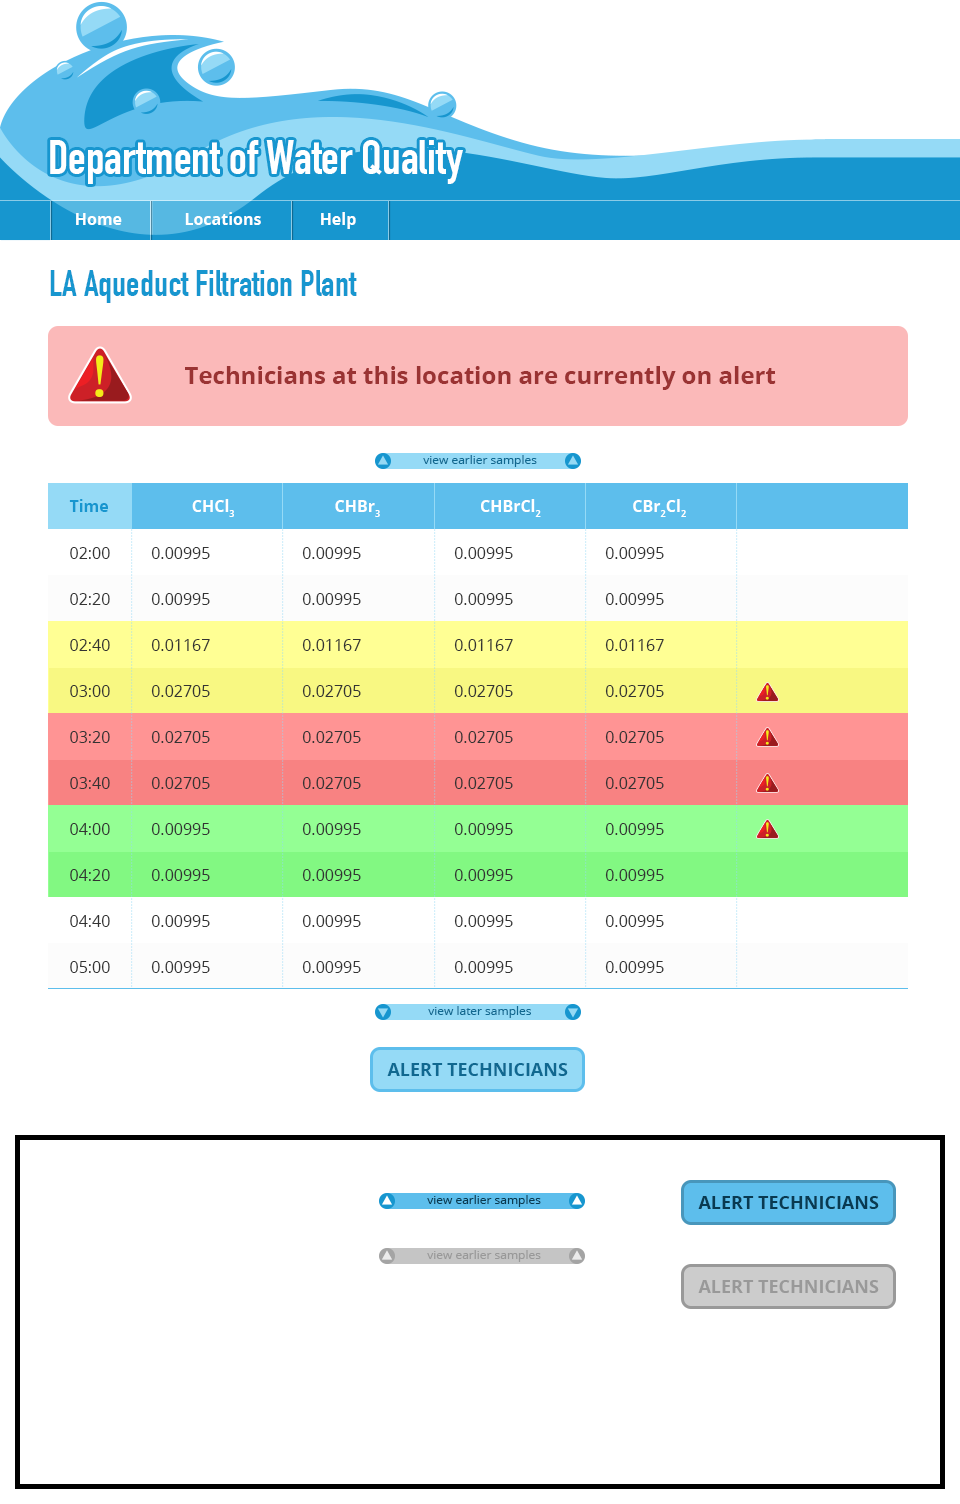 Department of Water Quality
Home Locations Help
LA Aqueduct Filtration Plant
Technicians at this location are currently on alert
view earlier samples
Time CHCl3 CHBr3 CHBrCl2 CBr2Cl2
02:00 0.00995 0.00995 0.00995 0.00995
02:20 0.00995 0.00995 0.00995 0.00995
02:40 0.01167 0.01167 0.01167 0.01167
03:00 0.02705 0.02705 0.02705 0.02705
03:20 0.02705 0.02705 0.02705 0.02705
03:40 0.02705 0.02705 0.02705 0.02705
04:00 0.00995 0.00995 0.00995 0.00995
04:20 0.00995 0.00995 0.00995 0.00995
04:40 0.00995 0.00995 0.00995 0.00995
05:00 0.00995 0.00995 0.00995 0.00995
view later samples
ALERT TECHNICIANS
view earlier samples
ALERT TECHNICIANS
view earlier samples
ALERT TECHNICIANS